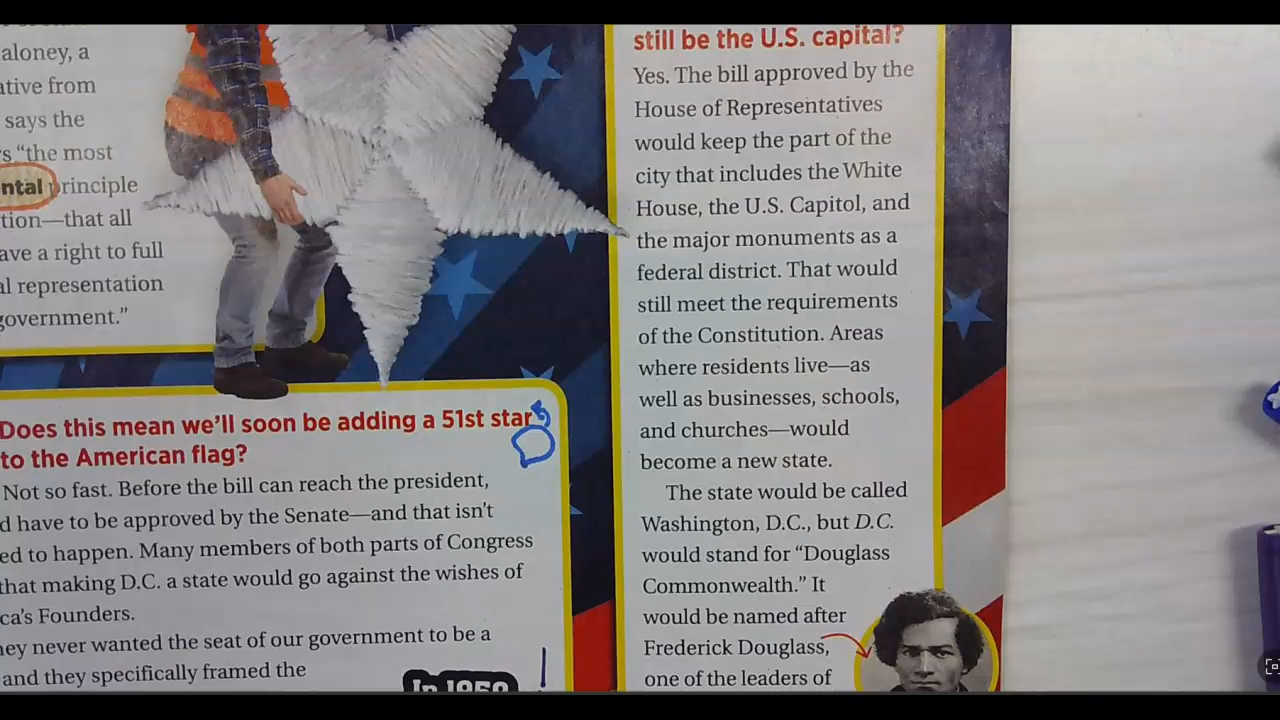 aloney, a
ative from
says the
s “the most
ntal principle
tion—that all
ave a right to full
al representation
government.”
Does this mean we’ll soon be adding a 51st star
to the American flag?
Not so fast. Before the bill can reach the president,
d have to be approved by the Senate—and that isn’t
ed to happen. Many members of both parts of Congress
that making D.C. a state would go against the wishes of
ca’s Founders.
ey never wanted the seat of our government to be a
and they specifically framed the
In 1959
still be the U.S. capital?
Yes. The bill approved by the
House of Representatives
would keep the part of the
city that includes the White
House, the U.S. Capitol, and
the major monuments as a
federal district. That would
still meet the requirements
of the Constitution. Areas
where residents live—as
well as businesses, schools,
and churches—would
become a new state.
The state would be called
Washington, D.C., but D.C.
would stand for “Douglass
Commonwealth.” It
would be named after
Frederick Douglass,
one of the leaders of